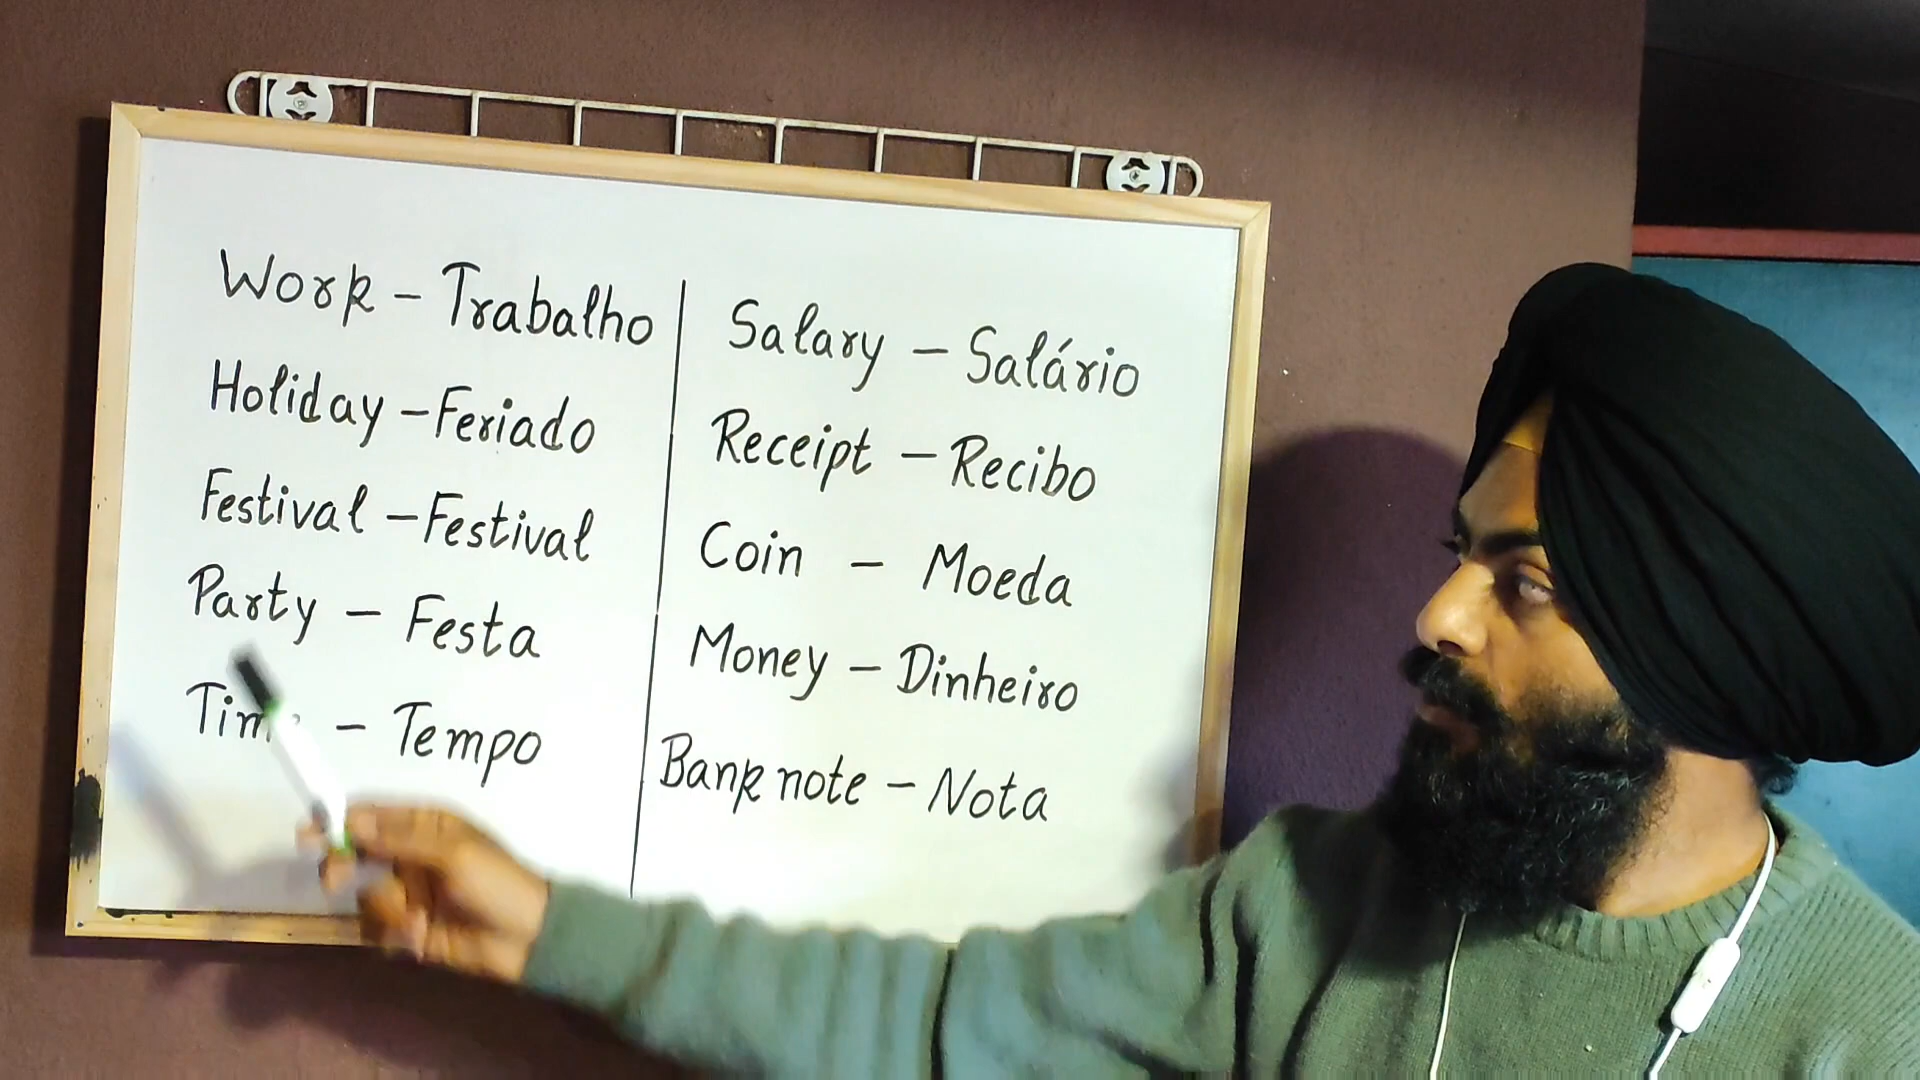 Work - Trabalho
Holiday - Feriado
Festival - Festival
Party - Festa
- Tempo
Salary - Salário
Receipt - Recibo
Coin - Moeda
Money - Dinheiro
Bank note - Nota